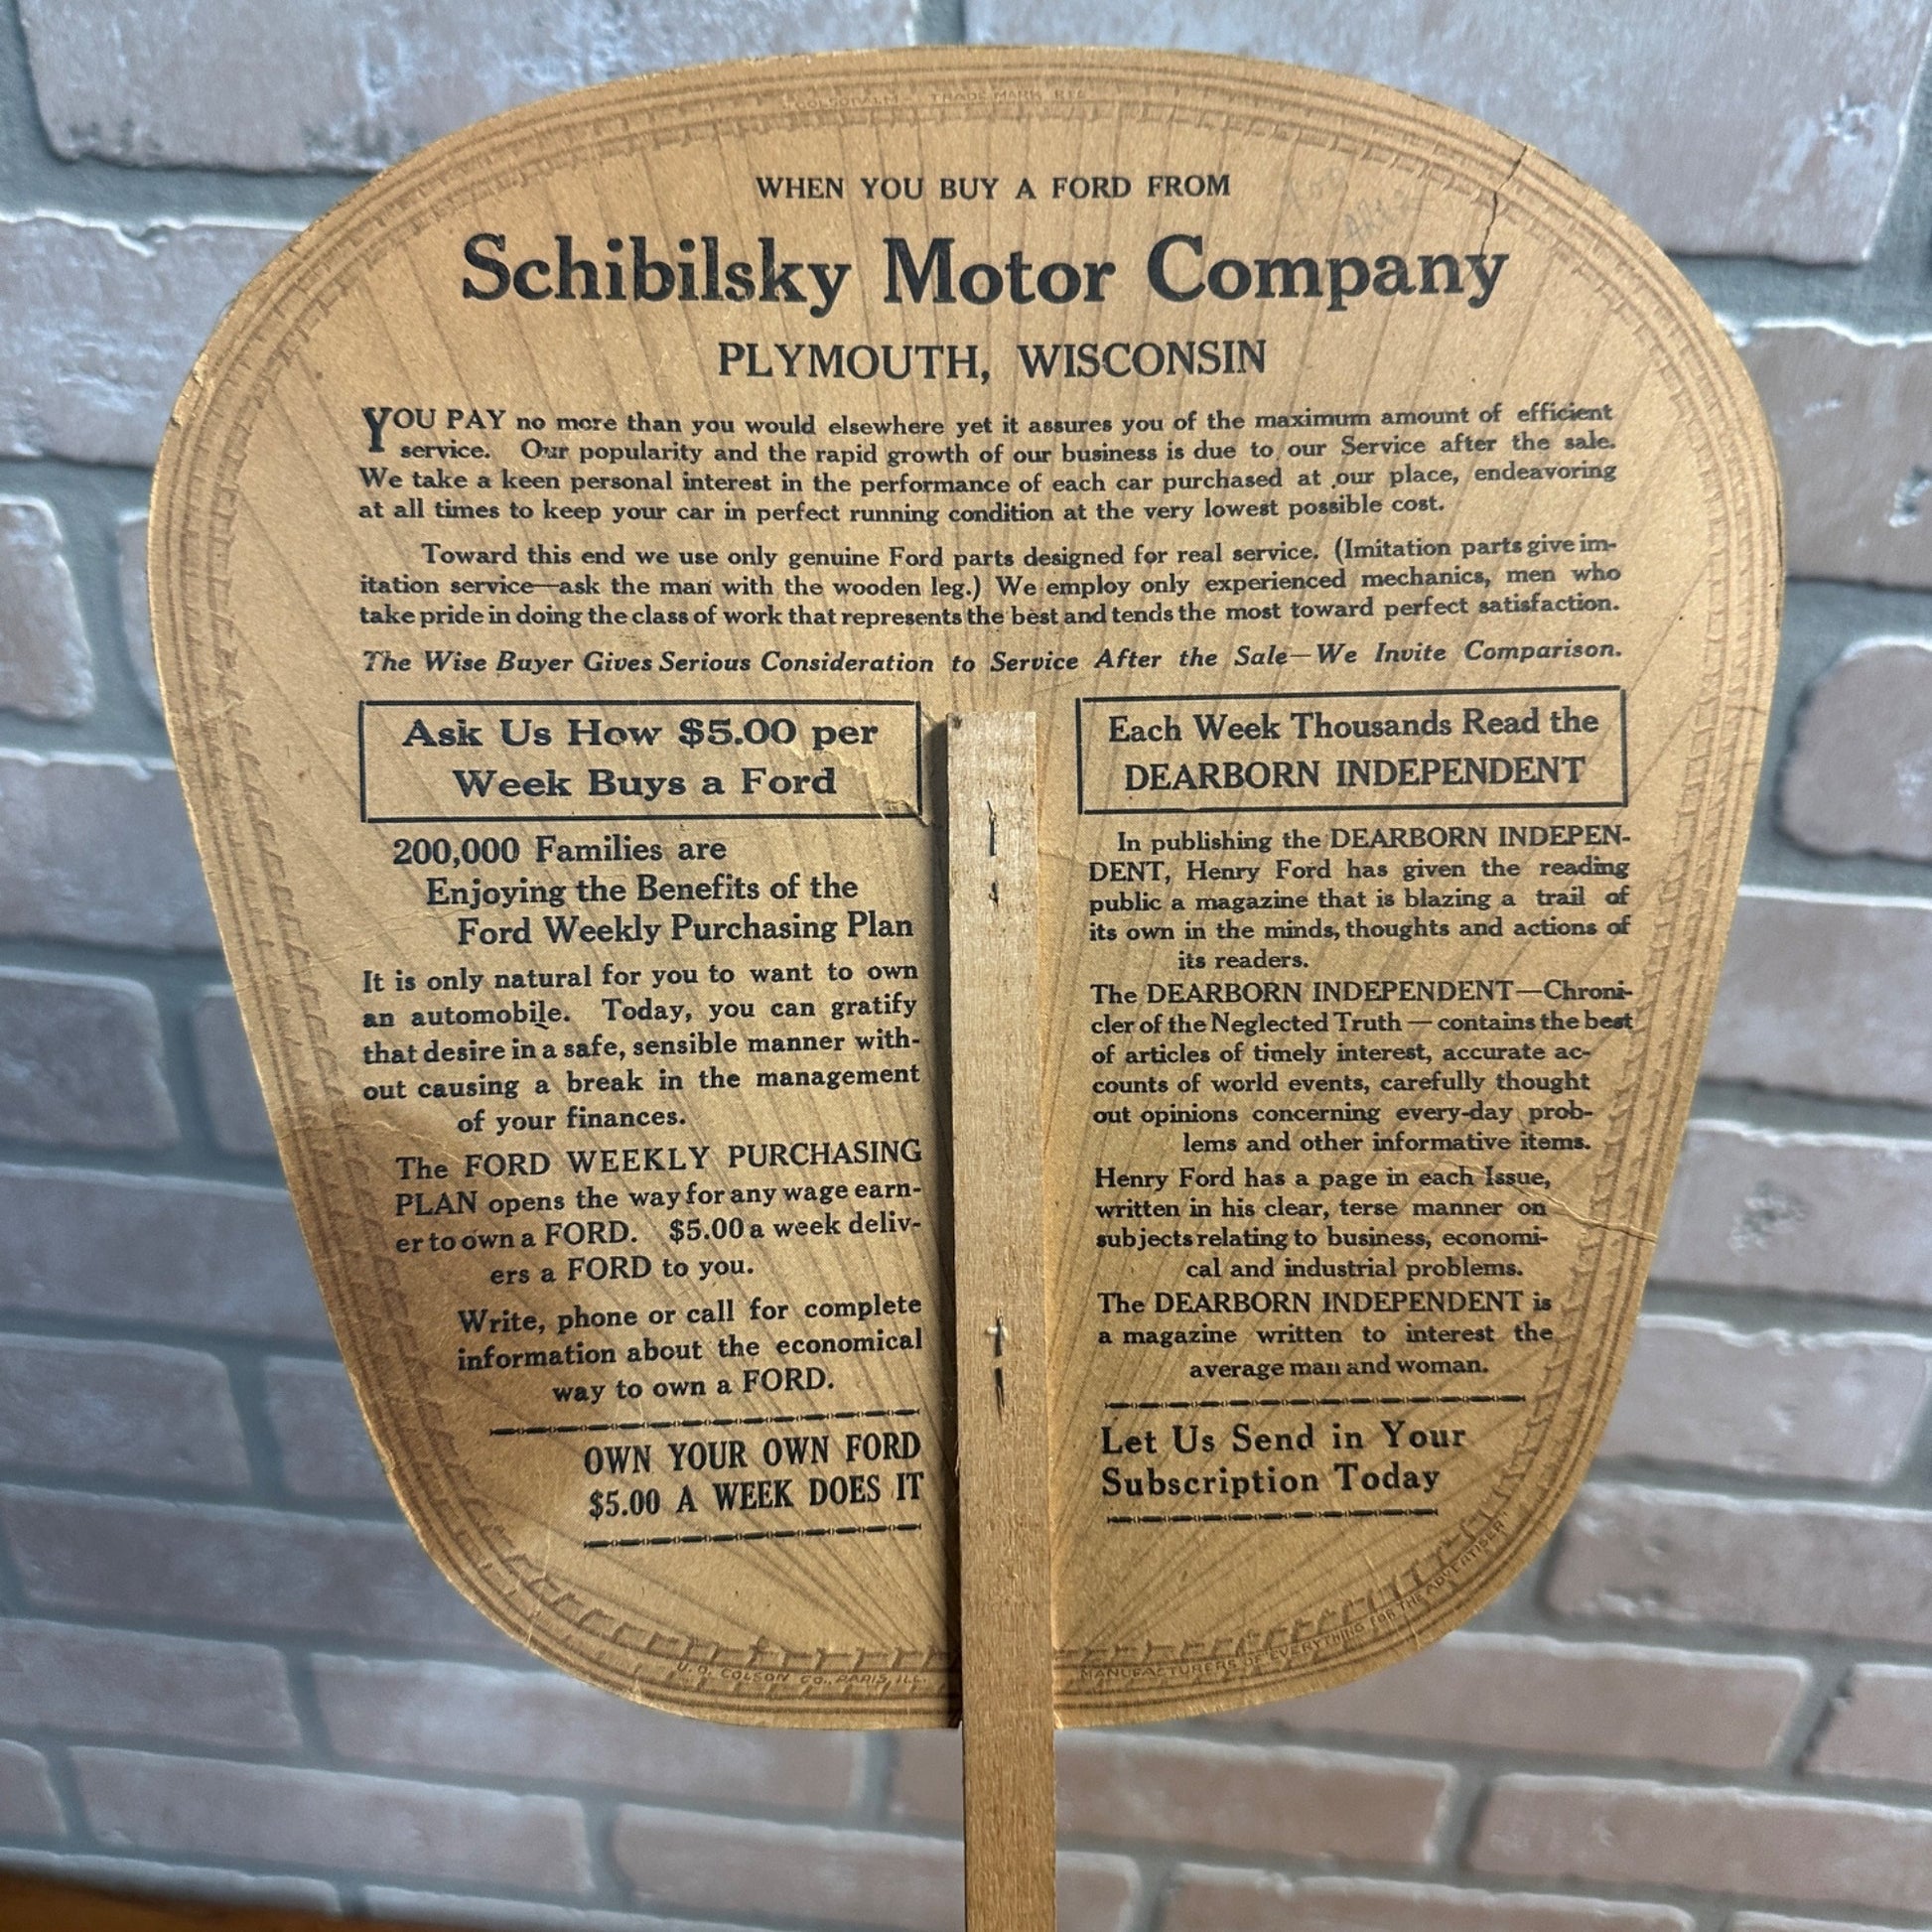 "COLSOPALM" TRADE MARK REG.
WHEN YOU BUY A FORD FROM
Schibilsky Motor Company
PLYMOUTH, WISCONSIN
YOU PAY no more than you would elsewhere yet it assures you of the maximum amount of efficient
service. Our popularity and the rapid growth of our business is due to our Service after the sale.
We take a keen personal interest in the performance of each car purchased at our place, endeavoring
at all times to keep your car in perfect running condition at the very lowest possible cost.
Toward this end we use only genuine Ford parts designed for real service. (Imitation parts give im-
itation service—ask the man with the wooden leg.) We employ only experienced mechanics, men who
take pride in doing the class of work that represents the best and tends the most toward perfect satisfaction.
The Wise Buyer Gives Serious Consideration to Service After the Sale—We Invite Comparison.
Ask Us How $5.00 per
Week Buys a Ford
200,000 Families are
Enjoying the Benefits of the
Ford Weekly Purchasing Plan
It is only natural for you to want to own
an automobile. Today, you can gratify
that desire in a safe, sensible manner with-
out causing a break in the management
of your finances.
The FORD WEEKLY PURCHASING
PLAN opens the way for any wage earn-
er to own a FORD. $5.00 a week deliv-
ers a FORD to you.
Write, phone or call for complete
information about the economical
way to own a FORD.
OWN YOUR OWN FORD
$5.00 A WEEK DOES IT
Each Week Thousands Read the
DEARBORN INDEPENDENT
In publishing the DEARBORN INDEPEN-
DENT, Henry Ford has given the reading
public a magazine that is blazing a trail of
its own in the minds, thoughts and actions of
its readers.
The DEARBORN INDEPENDENT—Chroni-
cler of the Neglected Truth — contains the best
of articles of timely interest, accurate ac-
counts of world events, carefully thought
out opinions concerning every-day prob-
lems and other informative items.
Henry Ford has a page in each Issue,
written in his clear, terse manner on
subjects relating to business, economi-
cal and industrial problems.
The DEARBORN INDEPENDENT is
a magazine written to interest the
average man and woman.
Let Us Send in Your
Subscription Today
U.O. COLSON CO., PARIS, ILL.
MANUFACTURERS OF "EVERYTHING FOR THE ADVERTISER"